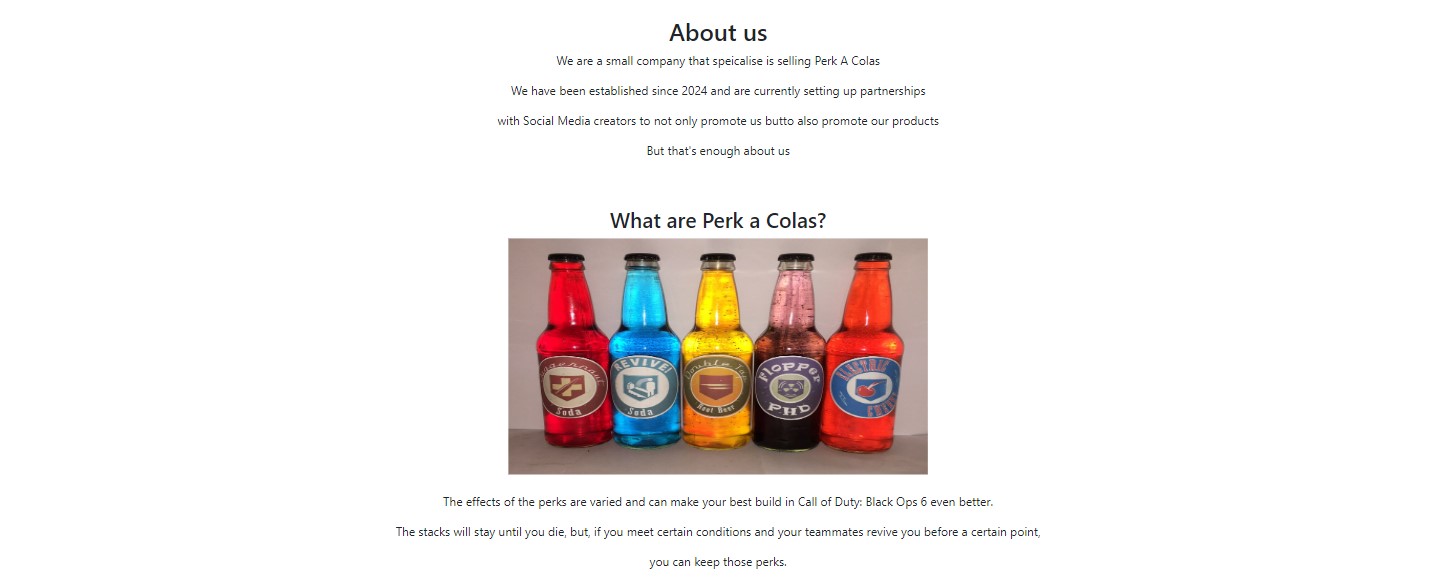 About us
We are a small company that speicalise is selling Perk A Colas
We have been established since 2024 and are currently setting up partnerships
with Social Media creators to not only promote us butto also promote our products
But that's enough about us
What are Perk a Colas?
REVIVE!
Double Tap
Flopper
ELECTRIC
Soda
Soda
Root Beer
PHD
CHERRY
The effects of the perks are varied and can make your best build in Call of Duty: Black Ops 6 even better.
The stacks will stay until you die, but, if you meet certain conditions and your teammates revive you before a certain point,
you can keep those perks.